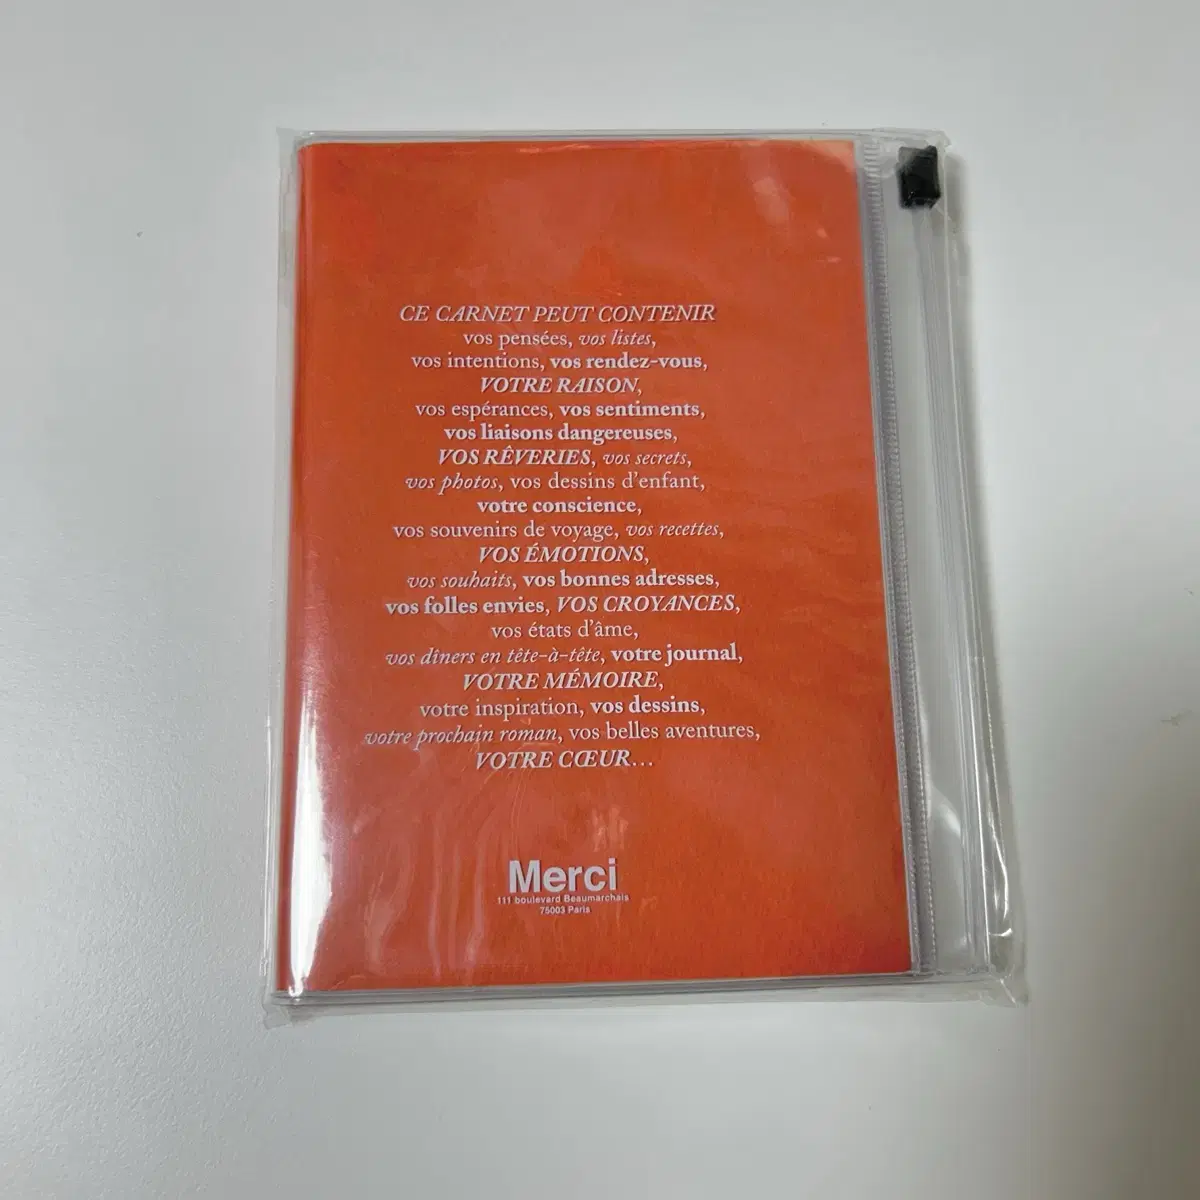 CE CARNET PEUT CONTENIR
vos pensées, vos listes,
vos intentions, vos rendez-vous,
VOTRE RAISON,
vos espérances, vos sentiments,
vos liaisons dangereuses,
VOS RÊVERIES, vos secrets,
vos photos, vos dessins d'enfant,
votre conscience,
vos souvenirs de voyage, vos recettes,
VOS ÉMOTIONS,
vos souhaits, vos bonnes adresses,
vos folles envies, VOS CROYANCES,
vos états d'âme,
vos dîners en tête-à-tête, votre journal,
VOTRE MÉMOIRE,
votre inspiration, vos dessins,
votre prochain roman, vos belles aventures,
VOTRE CŒUR...
Merci
111 boulevard Beaumarchais
75003 Paris